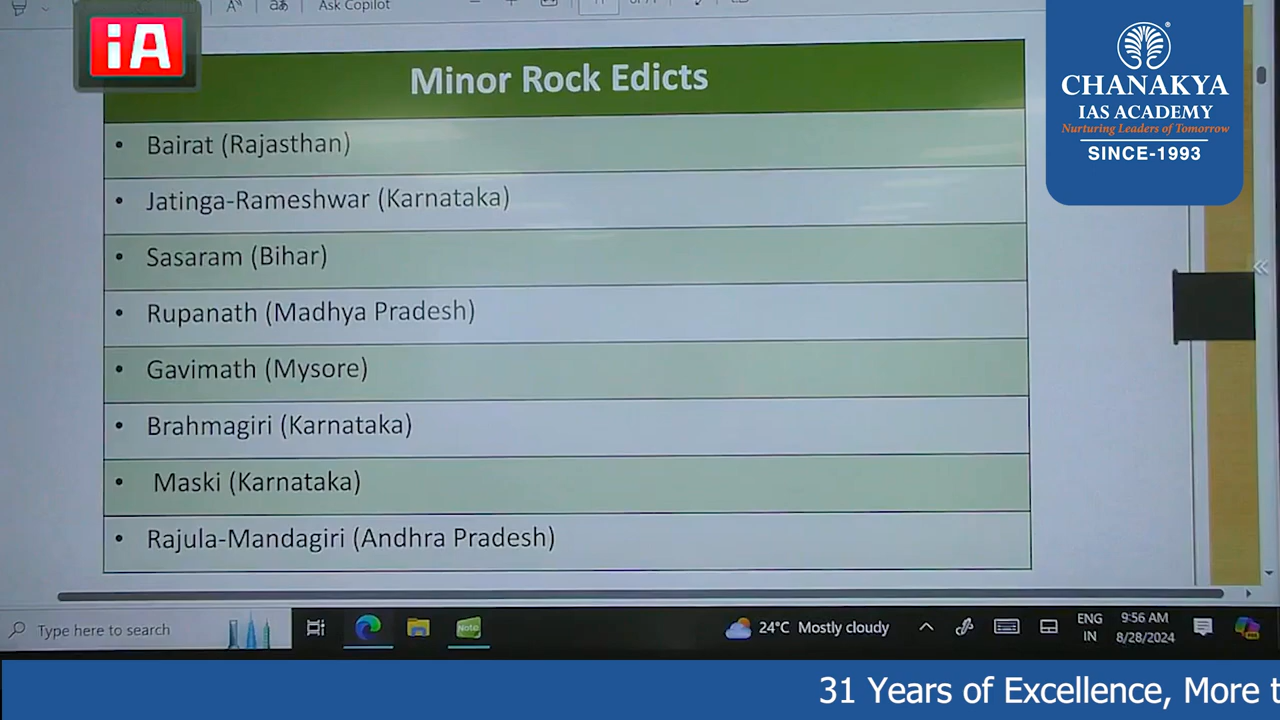 Ask Copilot
iA
Minor Rock Edicts
• Bairat (Rajasthan)
• Jatinga-Rameshwar (Karnataka)
• Sasaram (Bihar)
• Rupanath (Madhya Pradesh)
• Gavimath (Mysore)
• Brahmagiri (Karnataka)
• Maski (Karnataka)
• Rajula-Mandagiri (Andhra Pradesh)
CHANAKYA
IAS ACADEMY
Nurturing Leaders of Tomorrow
SINCE-1993
Type here to search
Note
24°C Mostly cloudy
ENG
IN
9:56 AM
8/28/2024
31 Years of Excellence, More t